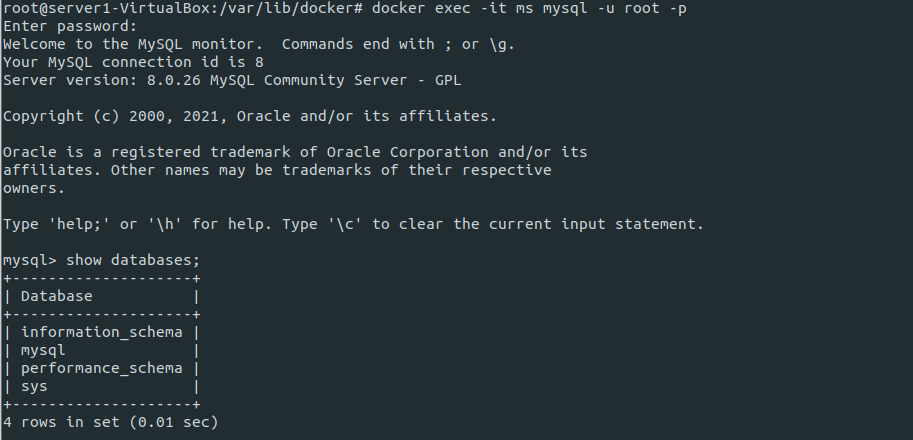 root@server1-VirtualBox:/var/lib/docker# docker exec -it ms mysql -u root -p
Enter password:
Welcome to the MySQL monitor.  Commands end with ; or \g.
Your MySQL connection id is 8
Server version: 8.0.26 MySQL Community Server - GPL

Copyright (c) 2000, 2021, Oracle and/or its affiliates.

Oracle is a registered trademark of Oracle Corporation and/or its
affiliates. Other names may be trademarks of their respective
owners.

Type 'help;' or '\h' for help. Type '\c' to clear the current input statement.

mysql> show databases;
+--------------------+
| Database           |
+--------------------+
| information_schema |
| mysql              |
| performance_schema |
| sys                |
+--------------------+
4 rows in set (0.01 sec)